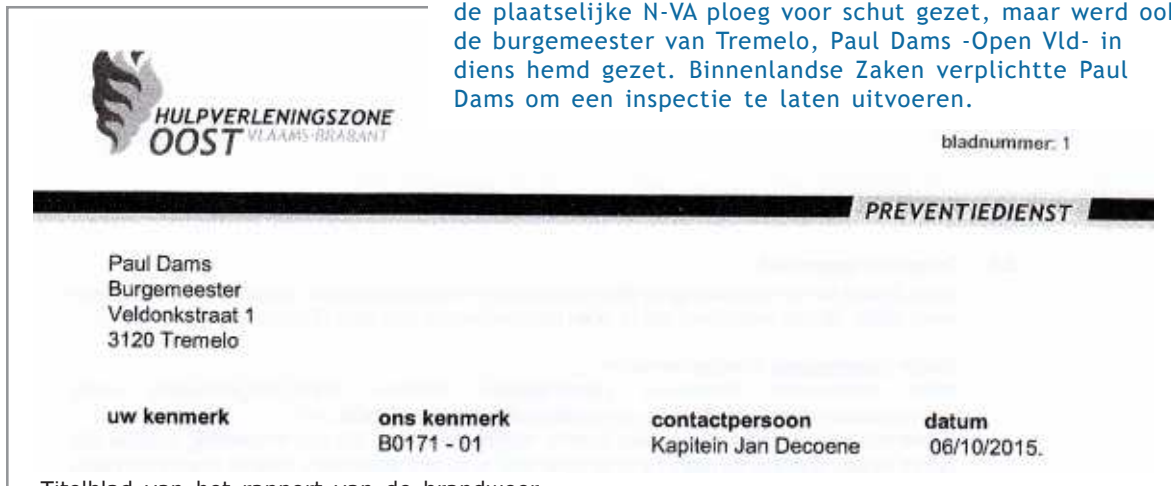 de plaatselijke N-VA ploeg voor schut gezet, maar werd ook
de burgemeester van Tremelo, Paul Dams -Open Vld- in
diens hemd gezet. Binnenlandse Zaken verplichtte Paul
Dams om een inspectie te laten uitvoeren.
HULPVERLENINGSZONE
OOST VLAAMS-BRABANT
bladnummer: 1
PREVENTIEDIENST
Paul Dams
Burgemeester
Veldonkstraat 1
3120 Tremelo
uw kenmerk ons kenmerk contactpersoon datum
B0171 - 01 Kapitein Jan Decoene 06/10/2015.
Titelblad van het rapport van de brandweer